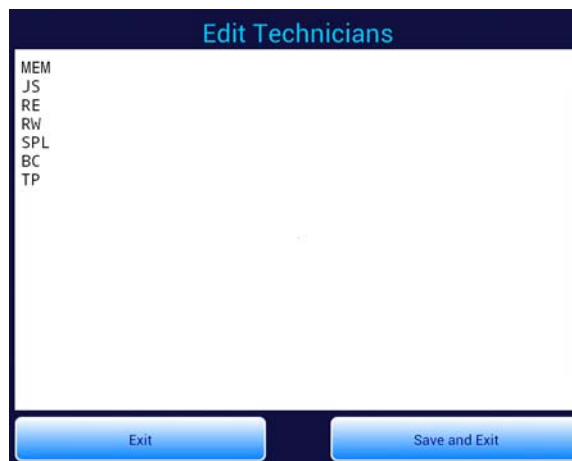 Edit Technicians
MEM
JS
RE
RW
SPL
BC
TP
Exit
Save and Exit